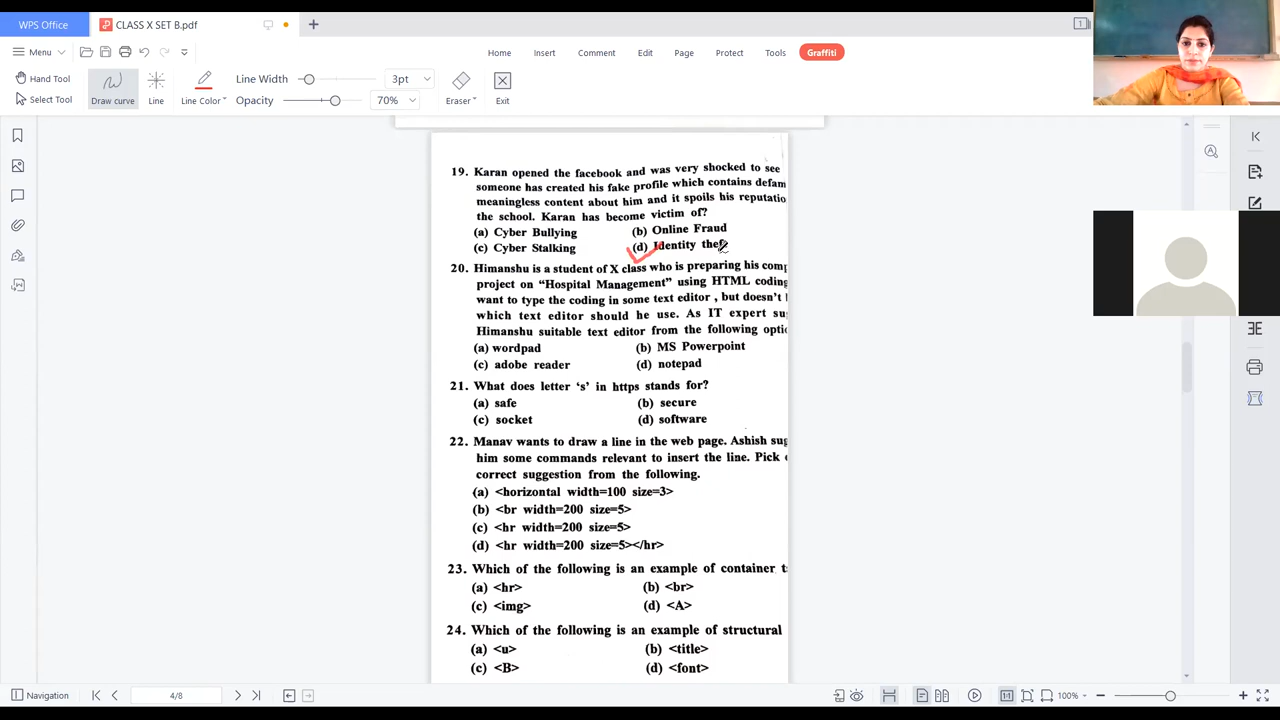 WPS Office
CLASS X SET B.pdf
Menu
Home
Insert
Comment
Edit
Page
Protect
Tools
Graffiti
Hand Tool
Select Tool
Draw curve
Line
Line Color
Line Width
3pt
Opacity
70%
Eraser
Exit
19. Karan opened the facebook and was very shocked to see
someone has created his fake profile which contains defam
meaningless content about him and it spoils his reputatio
the school. Karan has become victim of?
(a) Cyber Bullying (b) Online Fraud
(c) Cyber Stalking (d) Identity theft
20. Himanshu is a student of X class who is preparing his comp
project on “Hospital Management” using HTML coding
want to type the coding in some text editor , but doesn't
which text editor should he use. As IT expert su
Himanshu suitable text editor from the following optio
(a) wordpad (b) MS Powerpoint
(c) adobe reader (d) notepad
21. What does letter ‘s’ in https stands for?
(a) safe (b) secure
(c) socket (d) software
22. Manav wants to draw a line in the web page. Ashish sug
him some commands relevant to insert the line. Pick
correct suggestion from the following.
(a) <horizontal width=100 size=3>
(b) <br width=200 size=5>
(c) <hr width=200 size=5>
(d) <hr width=200 size=5></hr>
23. Which of the following is an example of container t
(a) <hr> (b) <br>
(c) <img> (d) <A>
24. Which of the following is an example of structural
(a) <u> (b) <title>
(c) <B> (d) <font>
Navigation
4/8
100%